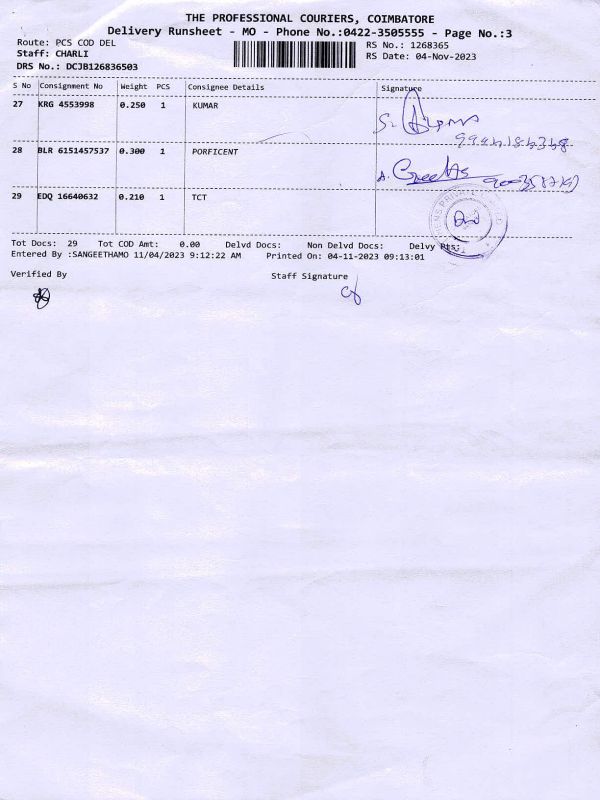 THE PROFESSIONAL COURIERS, COIMBATORE
Delivery Runsheet - MO - Phone No.:0422-3505555 - Page No.:3
Route: PCS COD DEL
RS No.: 1268365
Staff: CHARLI
RS Date: 04-Nov-2023
DRS No.: DCJB126836503
S No Consignment No Weight PCS Consignee Details Signature
27 KRG 4553998 0.250 1 KUMAR
28 BLR 6151457537 0.300 1 PORFICENT
29 EDQ 16640632 0.210 1 TCT
Tot Docs: 29 Tot COD Amt: 0.00 Delvd Docs: Non Delvd Docs: Delvy Pts:
Entered By :SANGEETHAMO 11/04/2023 9:12:22 AM Printed On: 04-11-2023 09:13:01
Verified By Staff Signature